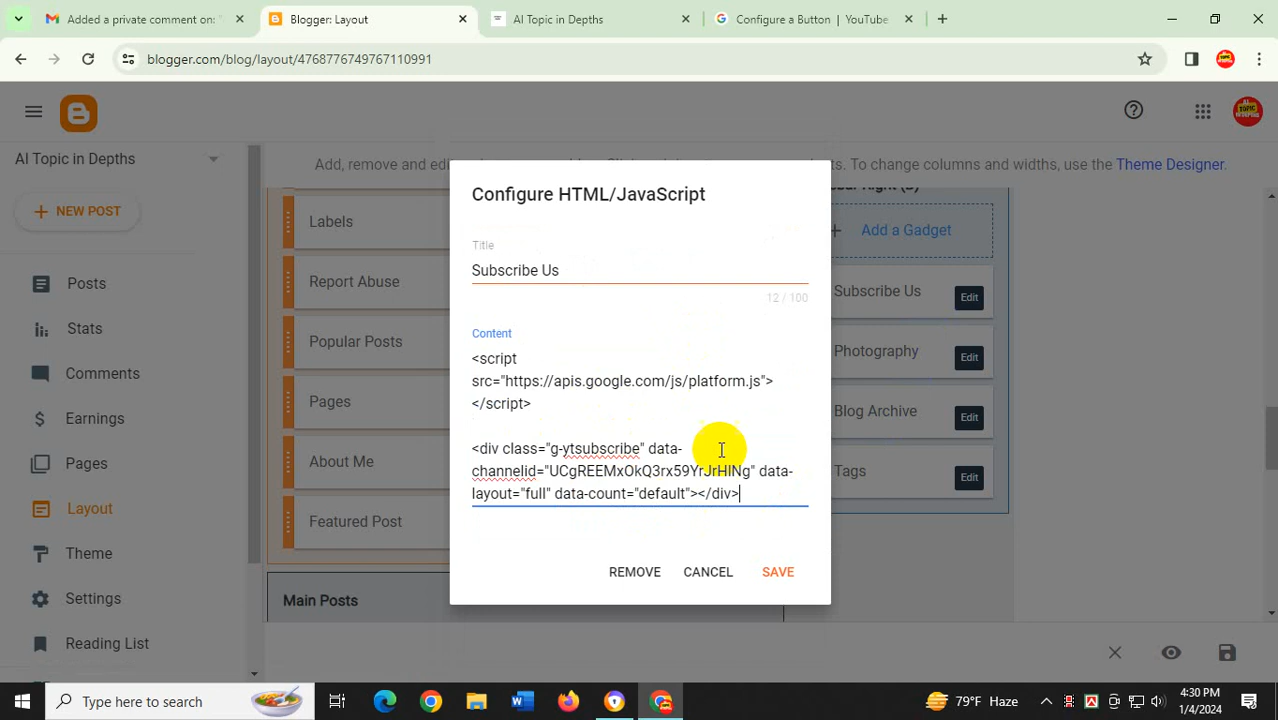 Added a private comment on: "
Blogger: Layout
AI Topic in Depths
Configure a Button | YouTube
blogger.com/blog/layout/4768776749767110991
AI Topic in Depths
Add, remove and edi
. To change columns and widths, use the Theme Designer.
NEW POST
Posts
Stats
Comments
Earnings
Pages
Layout
Theme
Settings
Reading List
Labels
Report Abuse
Popular Posts
Pages
About Me
Featured Post
Main Posts
Configure HTML/JavaScript
Title
Subscribe Us
12 / 100
Content
<script
src="https://apis.google.com/js/platform.js">
</script>
<div class="g-ytsubscribe" data-
channelid="UCgREEMxOkQ3rx59YrJrHINg" data-
layout="full" data-count="default"></div>
REMOVE CANCEL SAVE
Add a Gadget
Subscribe Us
Edit
Photography
Edit
Blog Archive
Edit
Tags
Edit
Type here to search
79°F Haze
4:30 PM
1/4/2024